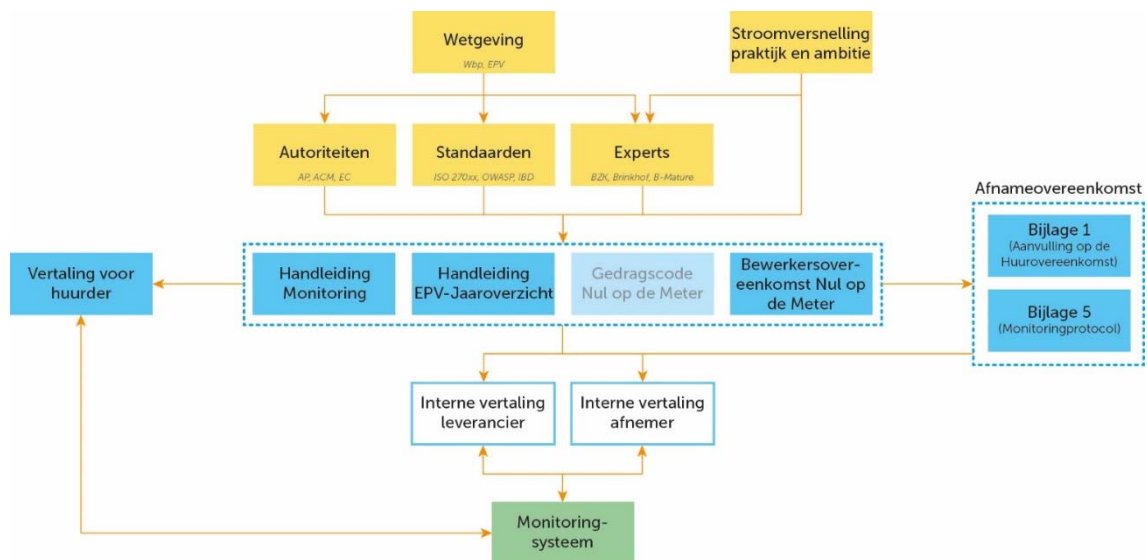 Wetgeving
Wbp, EPV
Stroomversnelling
praktijk en ambitie
Autoriteiten
AP, ACM, EC
Standaarden
ISO 270xx, OWASP, IBD
Experts
BZK, Brinkhof, B-Mature
Afnameovereenkomst
Bijlage 1
(Aanvulling op de
Huurovereenkomst)
Bijlage 5
(Monitoringprotocol)
Vertaling voor
huurder
Handleiding
Monitoring
Handleiding
EPV-Jaaroverzicht
Gedragscode
Nul op de Meter
Bewerkersover-
eenkomst Nul op
de Meter
Interne vertaling
leverancier
Interne vertaling
afnemer
Monitoring-
systeem